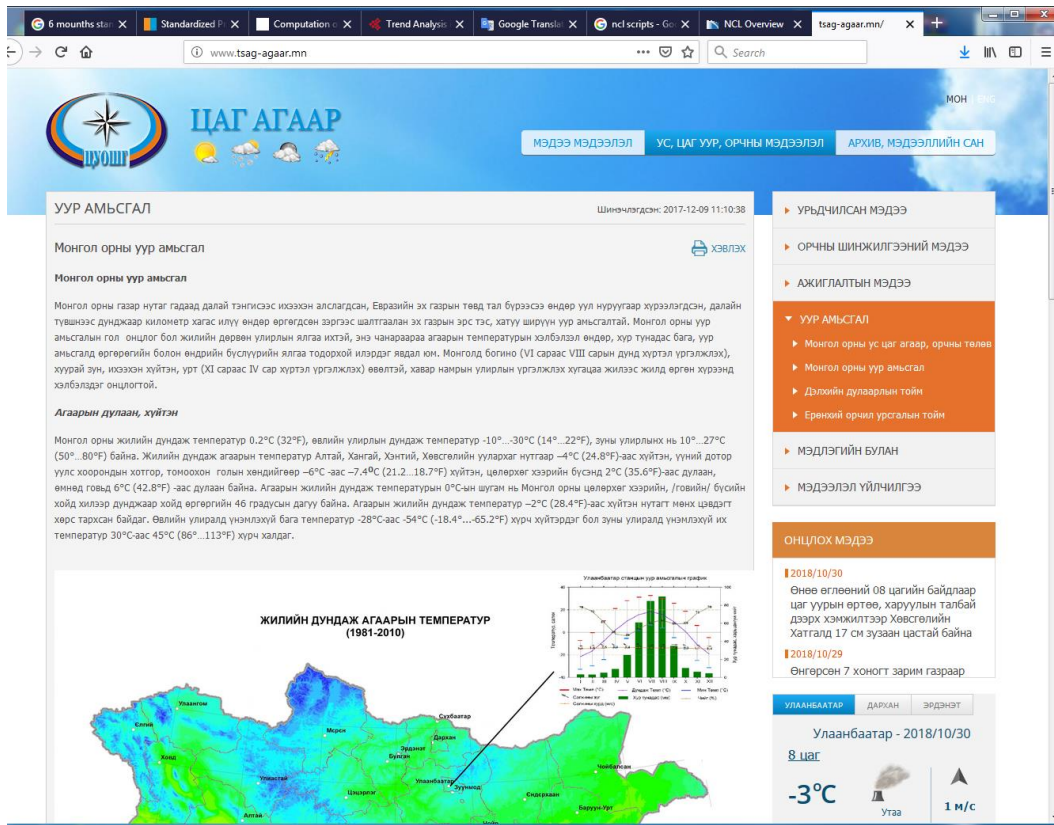 6 mounths stan
Standardized P
Computation o
Trend Analysis
Google Translat
ncl scripts - Go
NCL Overview
tsag-agaar.mn/
www.tsag-agaar.mn
Search
МОН ENG
ЦУОШГ
ЦАГ АГААР
МЭДЭЭ МЭДЭЭЛЭЛ
УС, ЦАГ УУР, ОРЧНЫ МЭДЭЭЛЭЛ
АРХИВ, МЭДЭЭЛЛИЙН САН
УУР АМЬСГАЛ
Шинэчлэгдсэн: 2017-12-09 11:10:38
Монгол орны уур амьсгал
ХЭВЛЭХ
Монгол орны уур амьсгал
Монгол орны газар нутаг гадаад далай тэнгисээс ихээхэн алслагдсан, Евразийн эх газрын төвд тал бүрээсээ өндөр уул нуруугаар хүрээлэгдсэн, далайн
түвшнээс дунджаар километр хагас илүү өндөр өргөгдсөн зэргээс шалтгаалан эх газрын эрс тэс, хатуу ширүүн уур амьсгалтай. Монгол орны уур
амьсгалын гол онцлог бол жилийн дөрвөн улирлын ялгаа ихтэй, энэ чанараараа агаарын температурын хэлбэлзэл өндөр, хур тунадас бага, уур
амьсгалд өргөрөгийн болон өндрийн бүслүүрийн ялгаа тодорхой илэрдэг явдал юм. Монголд богино (VI сараас VIII сарын дунд хүртэл үргэлжлэх),
хуурай зун, ихээхэн хүйтэн, урт (XI сараас IV сар хүртэл үргэлжлэх) өвөлтэй, хавар намрын улирлын үргэлжлэх хугацаа жилээс жилд өргөн хүрээнд
хэлбэлздэг онцлогтой.
Агаарын дулаан, хүйтэн
Монгол орны жилийн дундаж температур 0.2°C (32°F), өвлийн улирлын дундаж температур -10°...-30°C (14°...22°F), зуны улирлынх нь 10°...27°C
(50°...80°F) байна. Жилийн дундаж агаарын температур Алтай, Хангай, Хэнтий, Хөвсгөлийн уулархаг нутгаар –4°C (24.8°F)-аас хүйтэн, үүний дотор
уулс хоорондын хотгор, томоохон голын хөндийгөөр –6°C -аас –7.4ºC (21.2...18.7°F) хүйтэн, цөлөрхөг хээрийн бүсэнд 2°C (35.6°F)-аас дулаан,
өмнөд говьд 6°C (42.8°F) -аас дулаан байна. Агаарын жилийн дундаж температурын 0°C-ын шугам нь Монгол орны цөлөрхөг хээрийн, /говийн/ бүсийн
хойд хилээр дунджаар хойд өргөргийн 46 градусын дагуу байна. Агаарын жилийн дундаж температур –2°C (28.4°F)-аас хүйтэн нутагт мөнх цэвдэгт
хөрс тархсан байдаг. Өвлийн улиралд үнэмлэхүй бага температур -28°C-аас -54°C (-18.4°...-65.2°F) хүрч хүйтэрдэг бол зуны улиралд үнэмлэхүй их
температур 30°C-аас 45°C (86°...113°F) хүрч халдаг.
ЖИЛИЙН ДУНДАЖ АГААРЫН ТЕМПЕРАТУР
(1981-2010)
Улаанбаатар станцын уур амьсгалын график
I II III IV V VI VII VIII IX X XI XII
Улаангом
Өлгий
Ховд
Мөрөн
Сүхбаатар
Дархан
Эрдэнэт
Булган
Улиастай
Цэцэрлэг
Улаанбаатар
Зуунмод
Чойбалсан
Өндөрхаан
Баруун-Урт
Алтай
УРЬДЧИЛСАН МЭДЭЭ
ОРЧНЫ ШИНЖИЛГЭЭНИЙ МЭДЭЭ
АЖИГЛАЛТЫН МЭДЭЭ
УУР АМЬСГАЛ
Монгол орны ус цаг агаар, орчны төлөв
Монгол орны уур амьсгал
Дэлхийн дулаарлын тойм
Ерөнхий орчил урсгалын тойм
МЭДЛЭГИЙН БУЛАН
МЭДЭЭЛЭЛ ҮЙЛЧИЛГЭЭ
ОНЦЛОХ МЭДЭЭ
2018/10/30
Өнөө өглөөний 08 цагийн байдлаар
цаг уурын өртөө, харуулын талбай
дээрх хэмжилтээр Хөвсгөлийн
Хатгалд 17 см зузаан цастай байна
2018/10/29
Өнгөрсөн 7 хоногт зарим газраар
УЛААНБААТАР
ДАРХАН
ЭРДЭНЭТ
Улаанбаатар - 2018/10/30
8 цаг
-3°C
Утаа
1 м/с